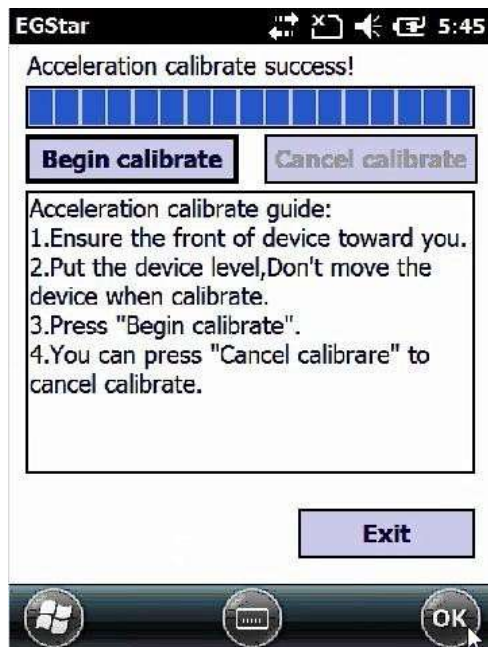 EGStar 5:45
Acceleration calibrate success!
Begin calibrate Cancel calibrate
Acceleration calibrate guide:
1.Ensure the front of device toward you.
2.Put the device level,Don't move the
device when calibrate.
3.Press "Begin calibrate".
4.You can press "Cancel calibrare" to
cancel calibrate.
Exit
OK